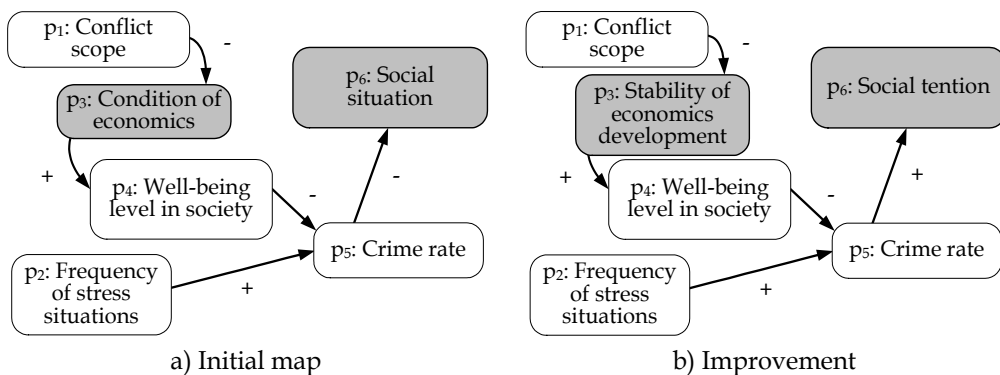 p₁: Conflict
scope
-
p₃: Condition of
economics
+
p₄: Well-being
level in society
-
p₂: Frequency
of stress
situations
+
p₅: Crime rate
-
p₆: Social
situation
a) Initial map
p₁: Conflict
scope
-
p₃: Stability of
economics
development
+
p₄: Well-being
level in society
-
p₂: Frequency
of stress
situations
+
p₅: Crime rate
+
p₆: Social tention
b) Improvement